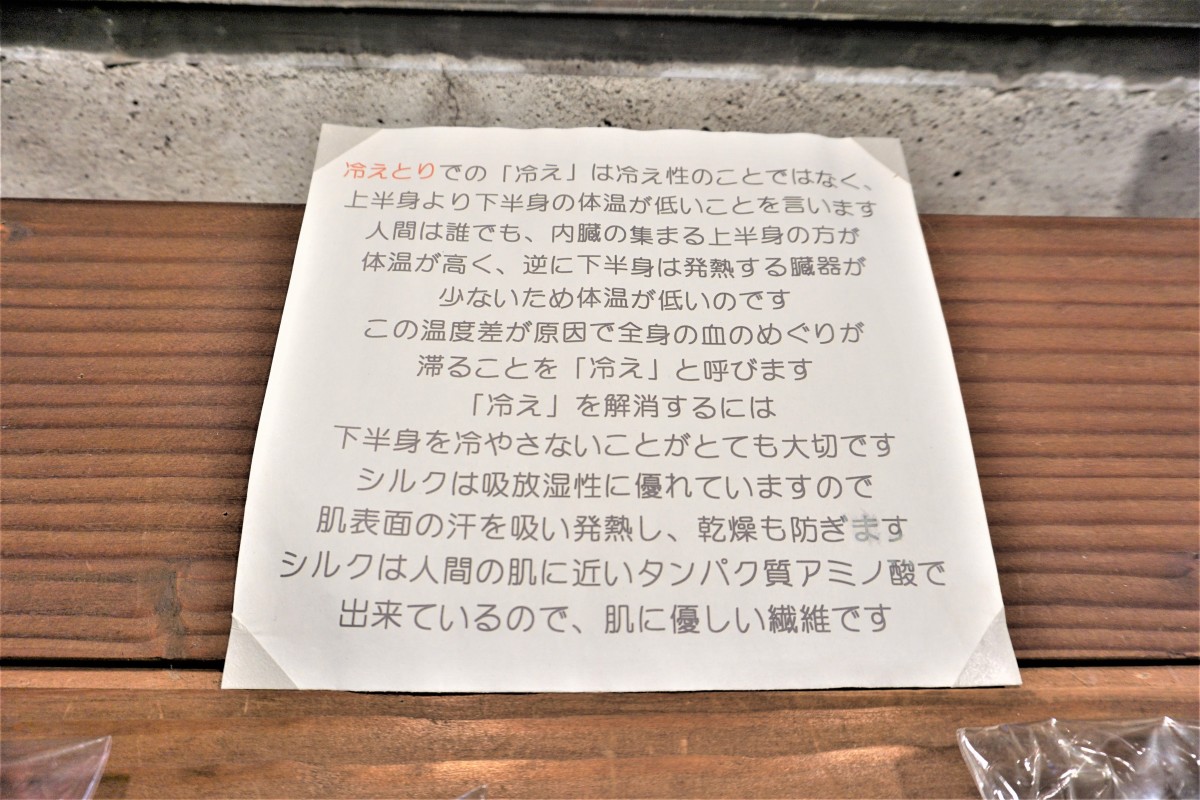 冷えとりでの「冷え」は冷え性のことではなく、
上半身より下半身の体温が低いことを言います
人間は誰でも、内臓の集まる上半身の方が
体温が高く、逆に下半身は発熱する臓器が
少ないため体温が低いのです
この温度差が原因で全身の血のめぐりが
滞ることを「冷え」と呼びます
「冷え」を解消するには
下半身を冷やさないことがとても大切です
シルクは吸放湿性に優れていますので
肌表面の汗を吸い発熱し、乾燥も防ぎます
シルクは人間の肌に近いタンパク質アミノ酸で
出来ているので、肌に優しい繊維です